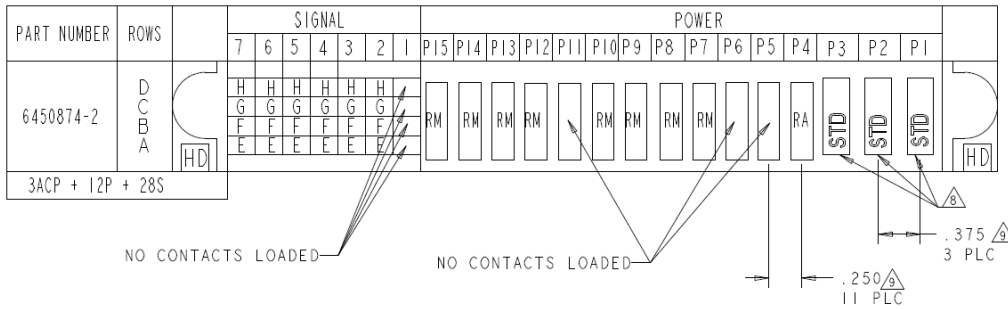 PART NUMBER ROWS SIGNAL POWER
7 6 5 4 3 2 1 P15 P14 P13 P12 P11 P10 P9 P8 P7 P6 P5 P4 P3 P2 P1
6450874-2
D H H H H H H
C G G G G G G
B F F F F F F
A E E E E E E
HD RM RM RM RM RM RM RM RM RA STD STD STD HD
3ACP + 12P + 28S
8
NO CONTACTS LOADED
NO CONTACTS LOADED
.375 9
3 PLC
.250 9
11 PLC